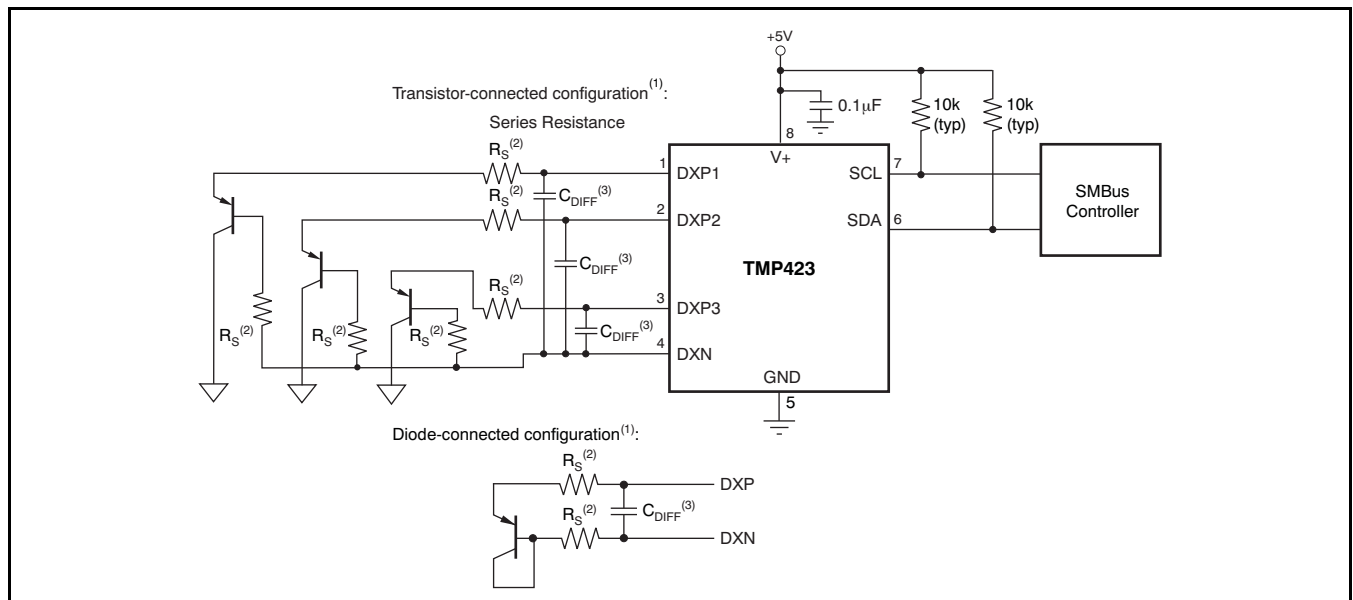 +5V
Transistor-connected configuration(1):
0.1μF
10k
(typ)
10k
(typ)
Series Resistance
8
V+
RS(2)
1
DXP1
SCL
7
CDIFF(3)
RS(2)
2
DXP2
SDA
6
SMBus
Controller
CDIFF(3)
TMP423
RS(2)
3
DXP3
RS(2)
RS(2)
RS(2)
CDIFF(3)
4
DXN
GND
5
Diode-connected configuration(1):
RS(2)
DXP
CDIFF(3)
RS(2)
DXN